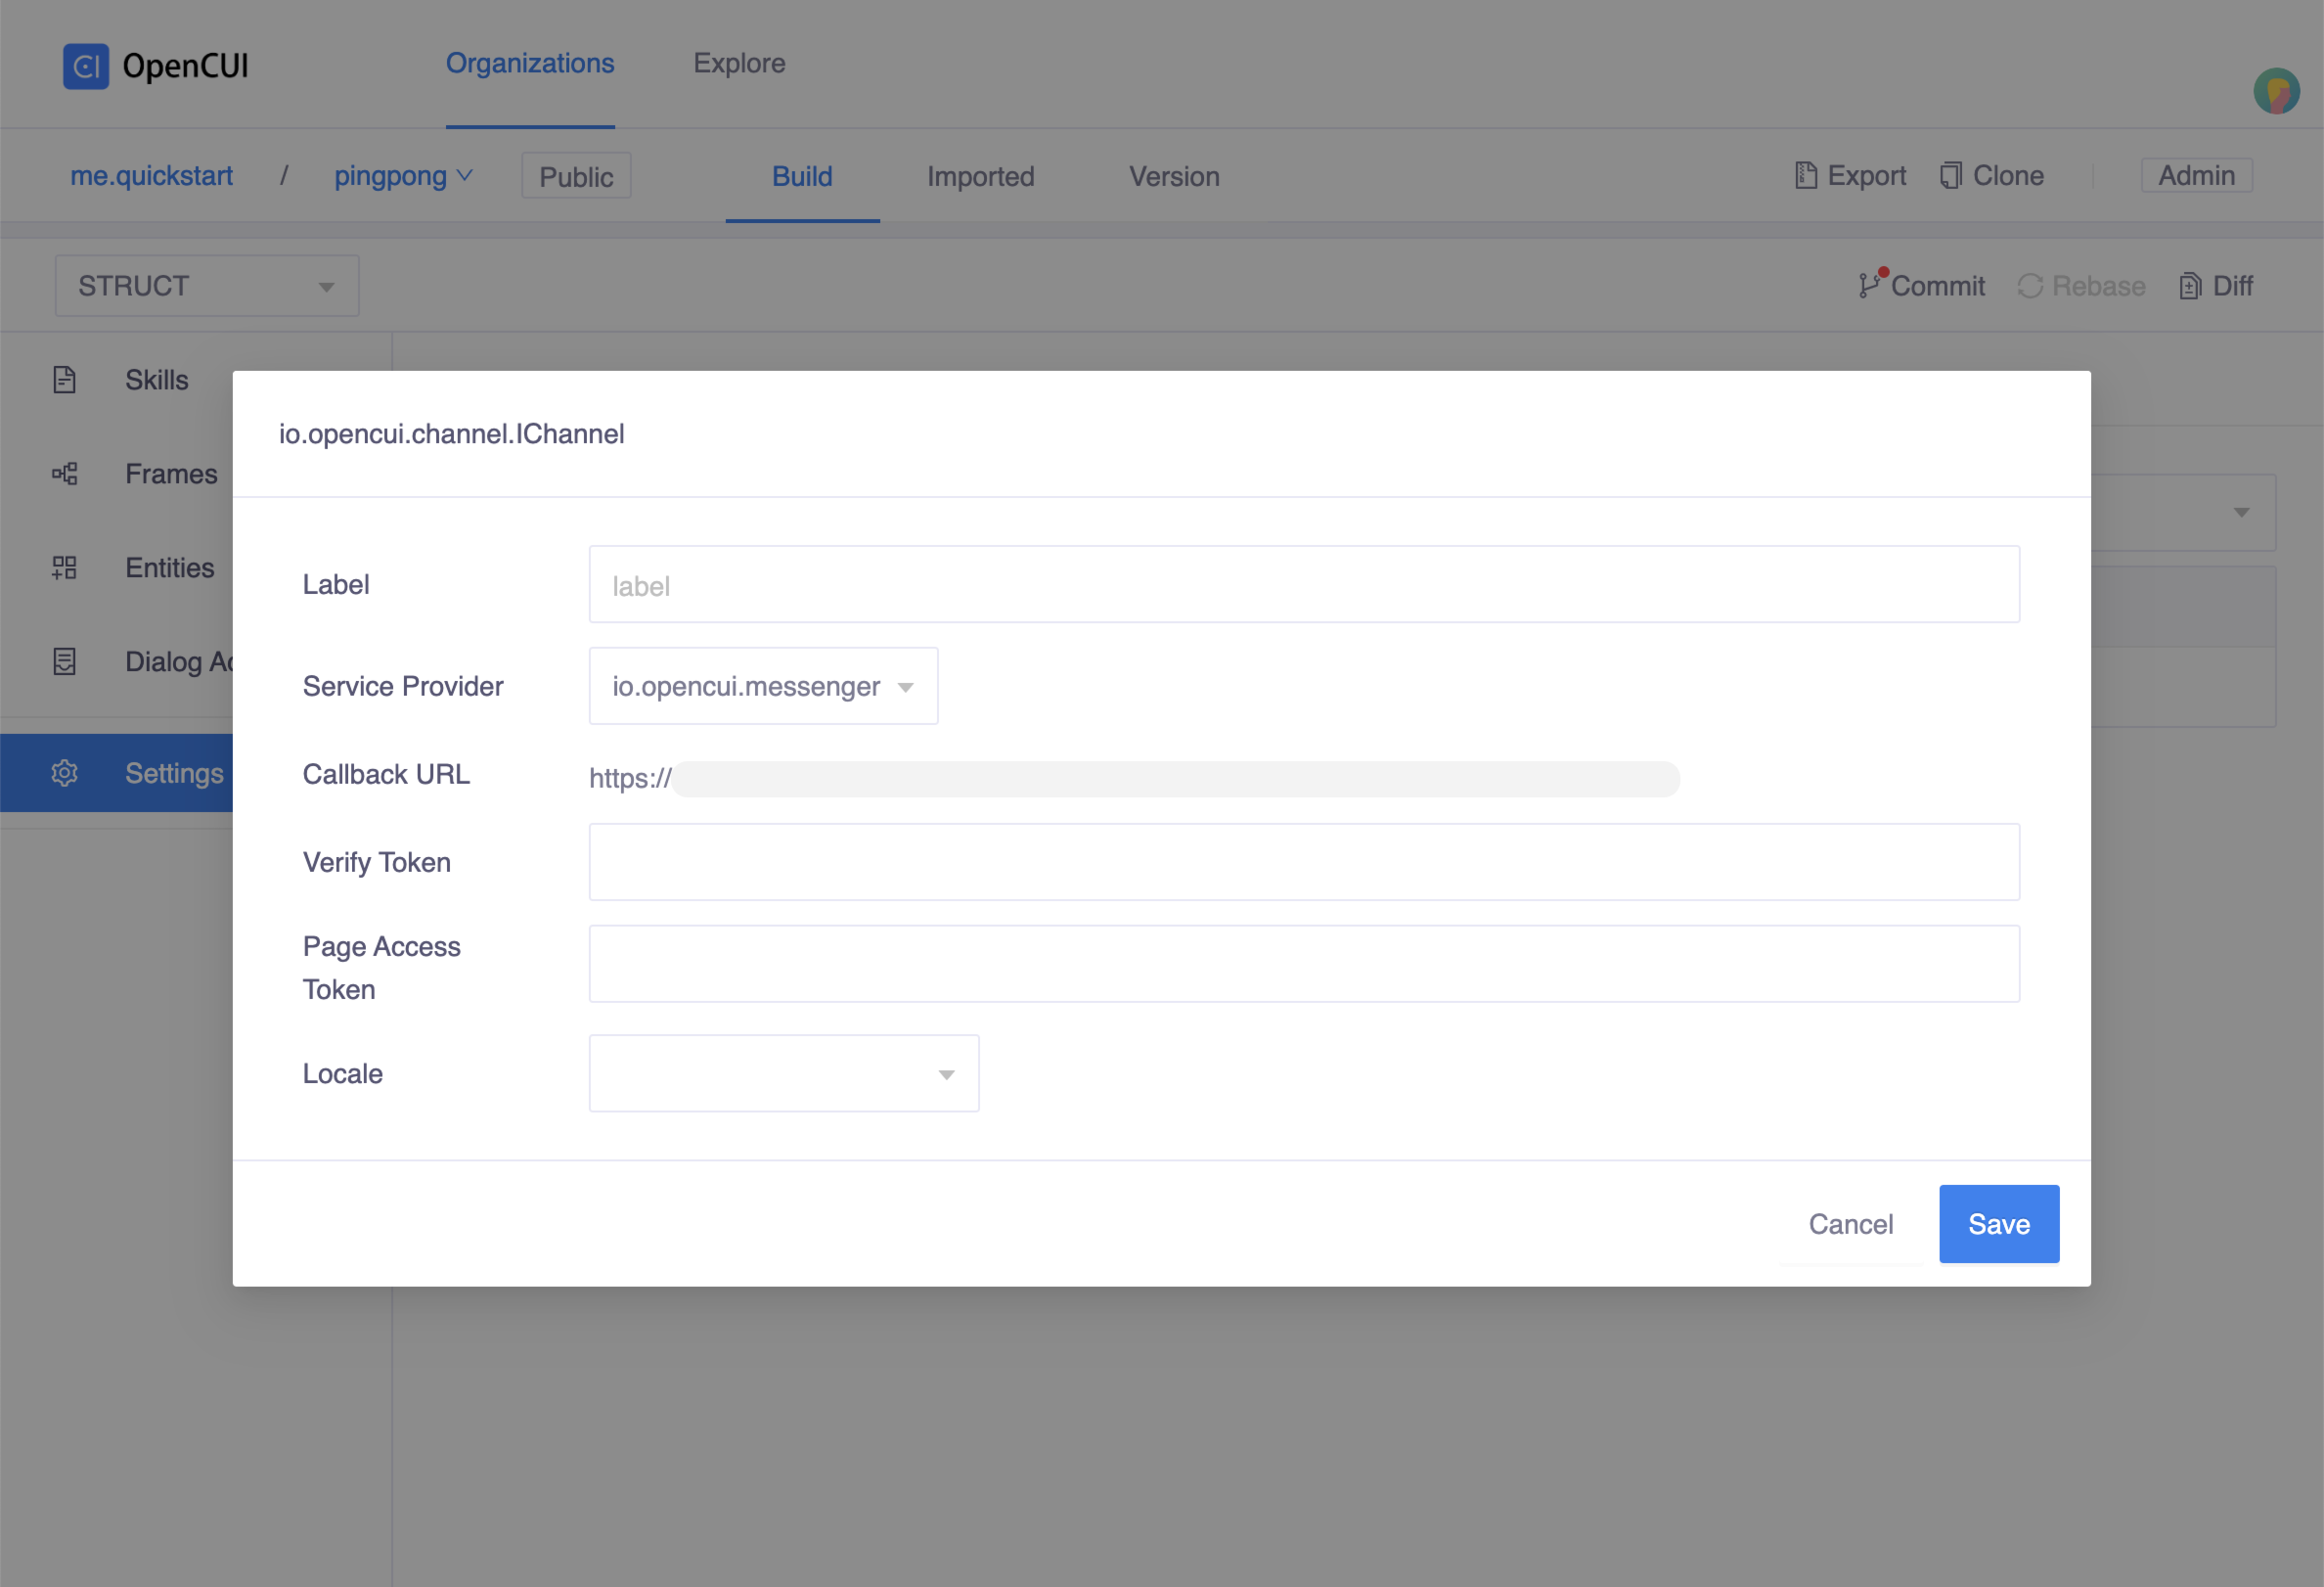 OpenCUI
Organizations
Explore
me.quickstart / pingpong
Public
Build
Imported
Version
Export
Clone
Admin
STRUCT
Commit
Rebase
Diff
Skills
Frames
Entities
Dialog Ac
Settings
io.opencui.channel.IChannel
Label
label
Service Provider
io.opencui.messenger
Callback URL
https://
Verify Token
Page Access
Token
Locale
Cancel
Save